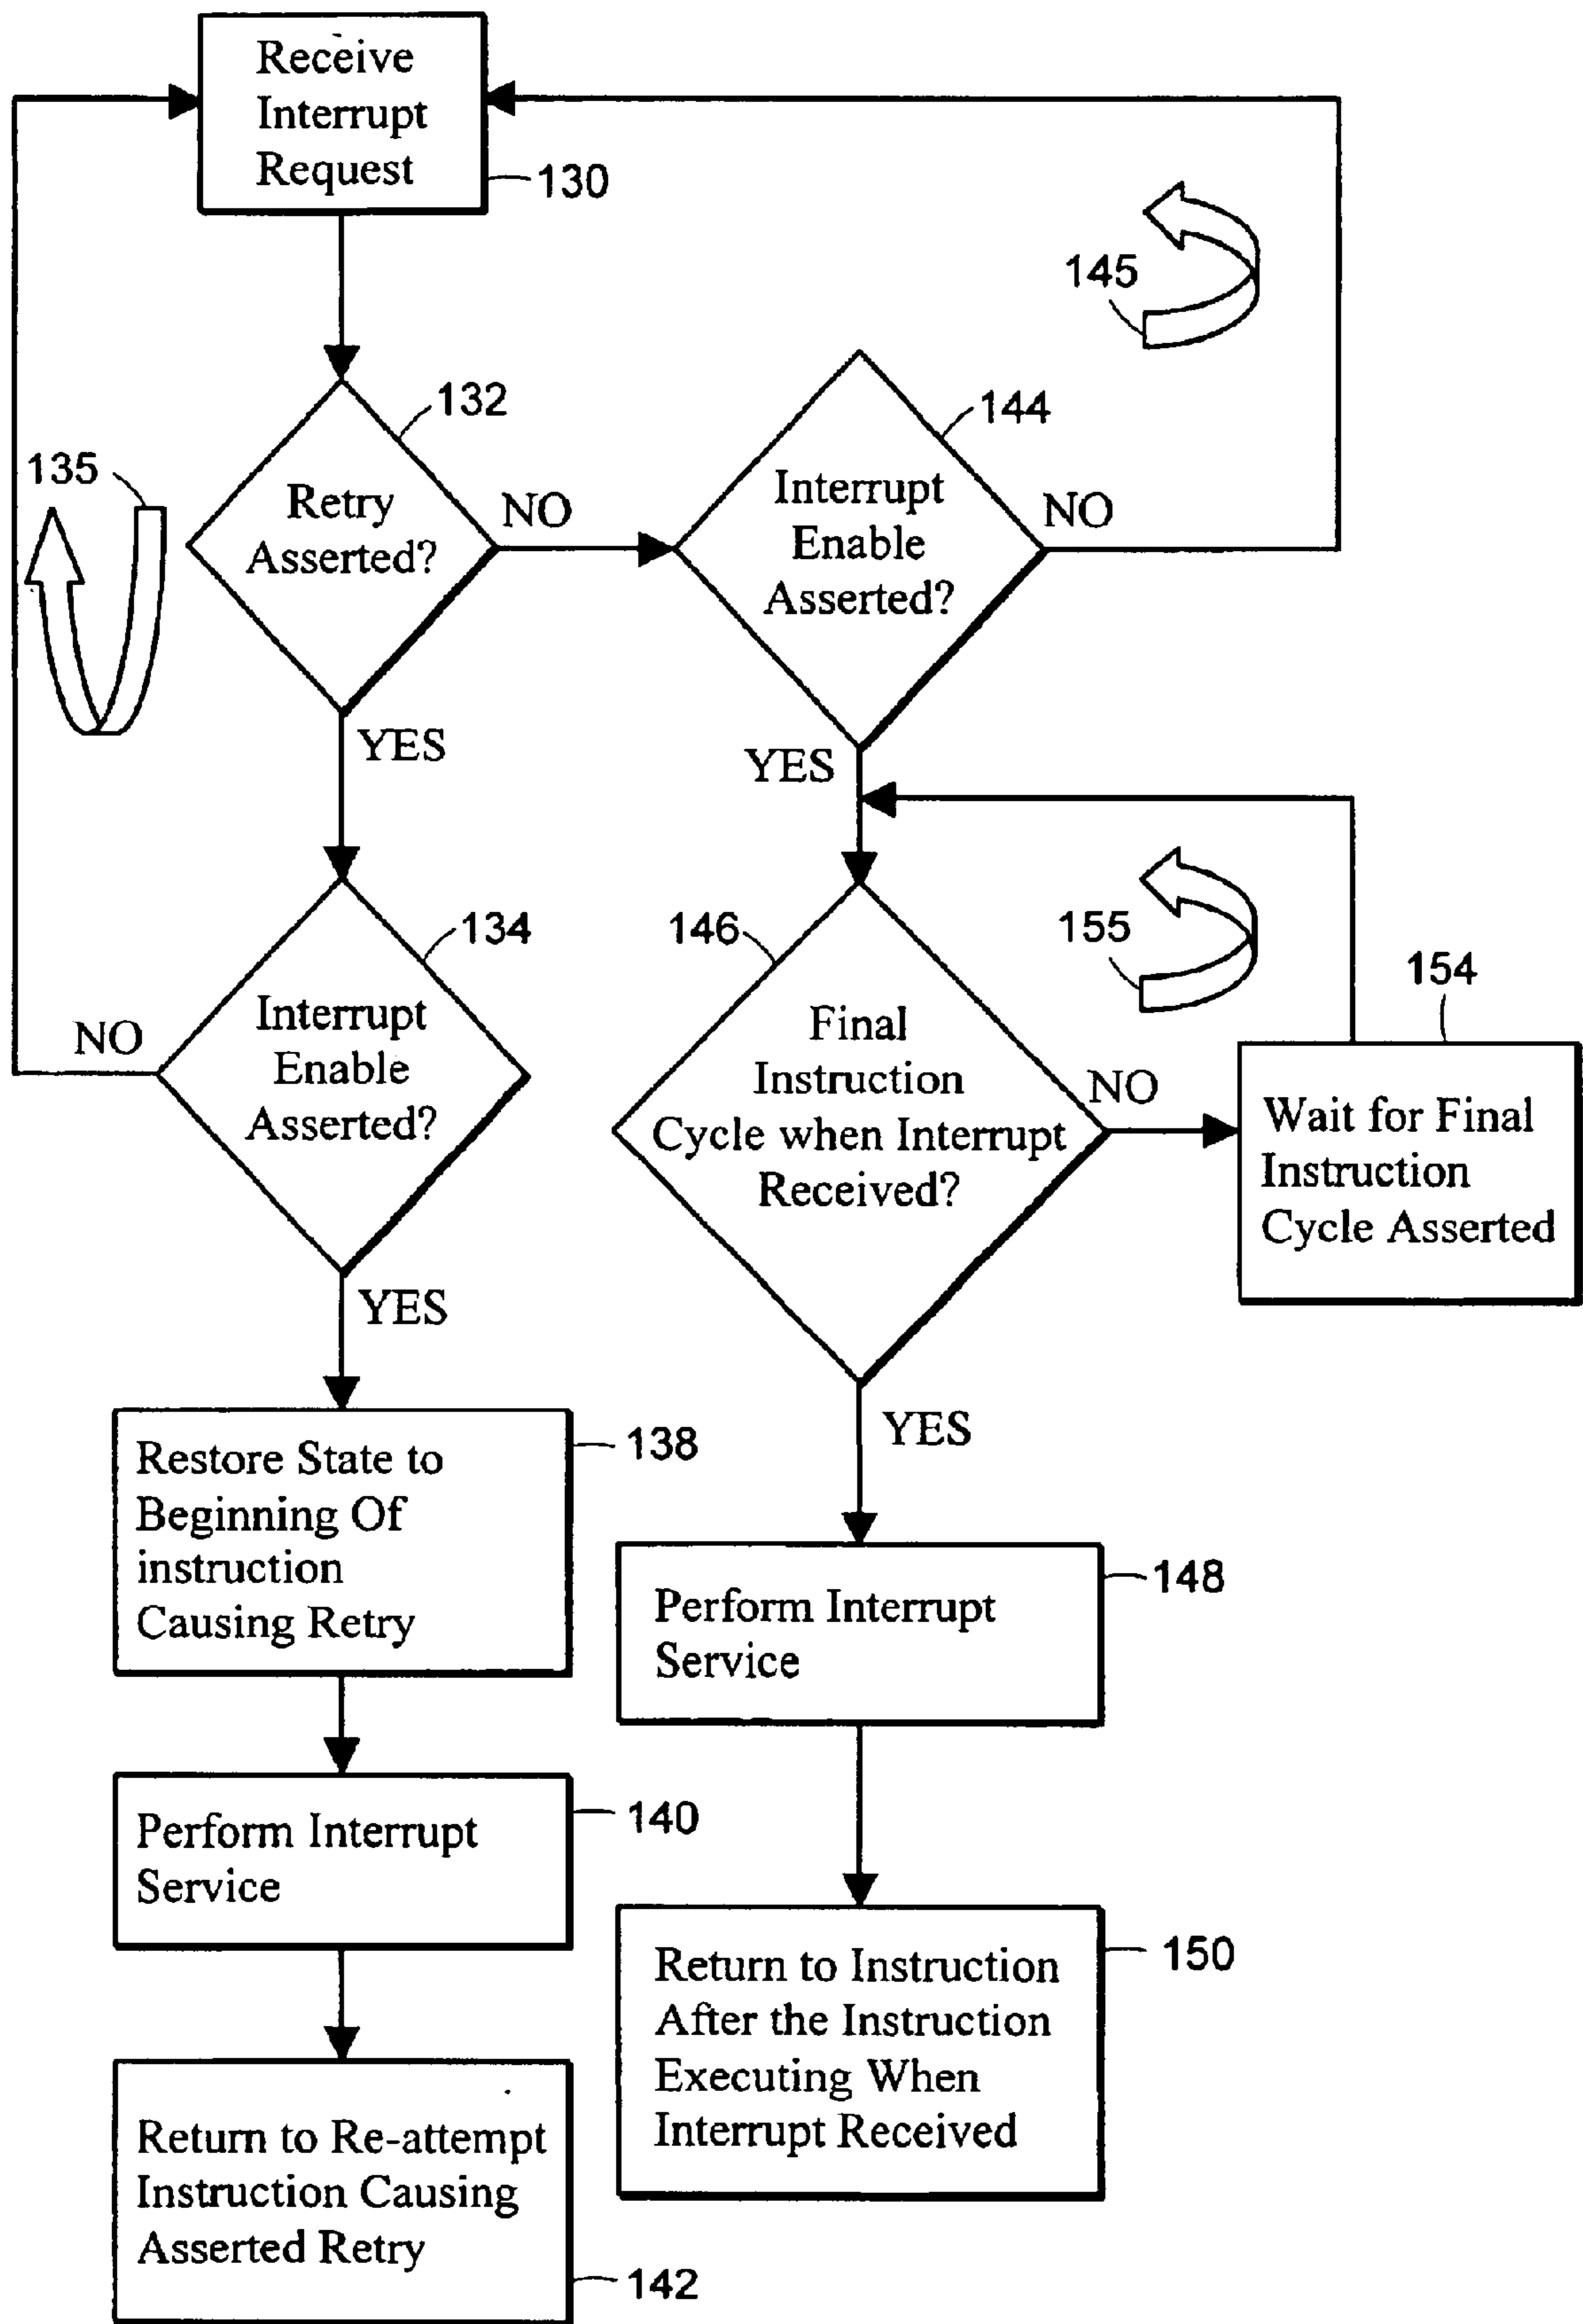 Receive
Interrupt
Request
130
145
132
144
135
Retry
Asserted?
NO
Interrupt
Enable
Asserted?
NO
YES
YES
134
146
155
154
NO
Interrupt
Enable
Asserted?
Final
Instruction
Cycle when Interrupt
Received?
NO
Wait for Final
Instruction
Cycle Asserted
YES
YES
Restore State to
Beginning Of
instruction
Causing Retry
138
Perform Interrupt
Service
148
Perform Interrupt
Service
140
Return to Instruction
After the Instruction
Executing When
Interrupt Received
150
Return to Re-attempt
Instruction Causing
Asserted Retry
142